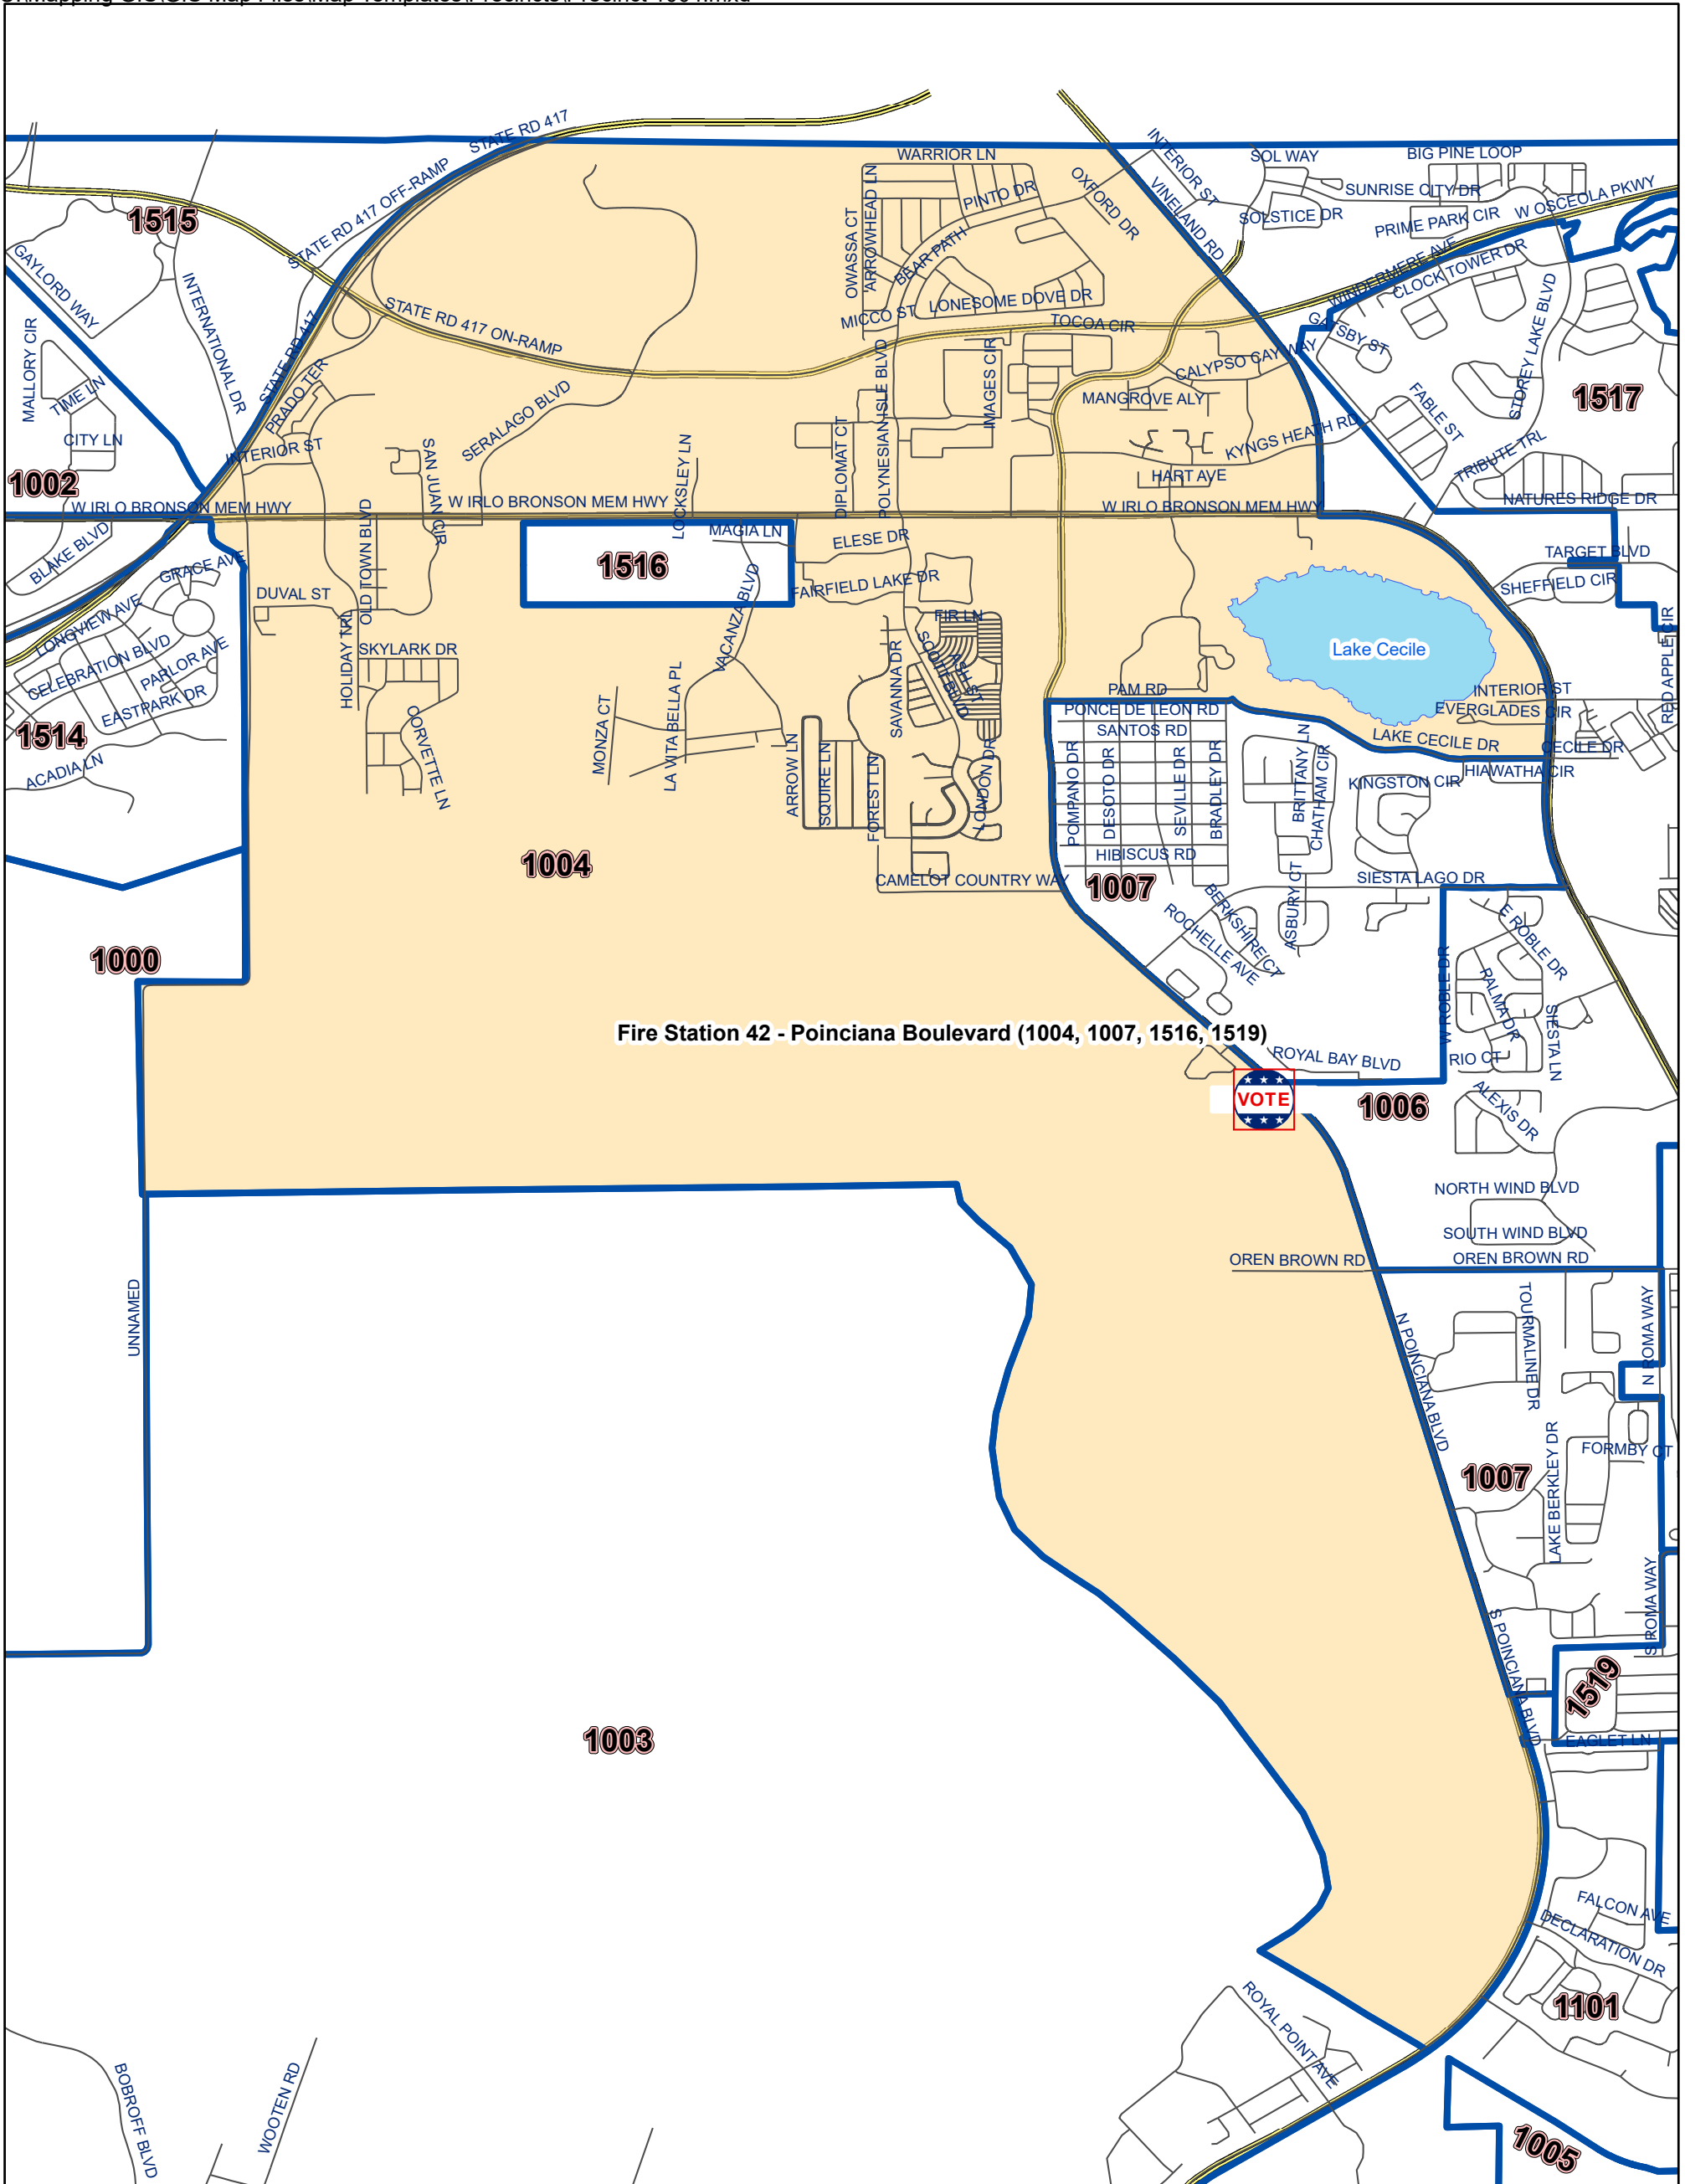 STATE RD 417
WARRIOR LN
INTERIOR ST
SOL WAY
BIG PINE LOOP
STATE RD 417 OFF-RAMP
ARROWHEAD LN
PINTO DR
OXFORD DR
VINELAND RD
SUNRISE CITY DR
W OSCEOLA PKWY
1515
OWASSA CT
SOLSTICE DR
PRIME PARK CIR
GAYLORD WAY
INTERNATIONAL DR
BEAR PATH
WINDERMERE AVE
CLOCK TOWER DR
STATE RD 417 ON-RAMP
MICCO ST
LONESOME DOVE DR
TOCOA CIR
GATSBY ST
STOREY LAKE BLVD
MALLORY CIR
TIME LN
STATE RD 417
PRADO TER
POLYNESIAN ISLE BLVD
IMAGES CIR
CALYPSO CAY WAY
1517
CITY LN
SERALAGO BLVD
MANGROVE ALY
FABLE ST
INTERIOR ST
SAN JUAN CIR
LOCKSLEY LN
DIPLOMAT CT
KYNGS HEATH RD
TRIBUTE TRL
1002
HART AVE
NATURES RIDGE DR
W IRLO BRONSON MEM HWY
W IRLO BRONSON MEM HWY
W IRLO BRONSON MEM HWY
BLAKE BLVD
OLD TOWN BLVD
MAGIA LN
ELESE DR
TARGET BLVD
GRACE AVE
1516
FAIRFIELD LAKE DR
SHEFFIELD CIR
DUVAL ST
VACANZA BLVD
LONGVIEW AVE
HOLIDAY TRL
FIR LN
RED APPLE CIR
CELEBRATION BLVD
PARLOR AVE
SKYLARK DR
SAVANNA DR
SCOTT BLVD
ASH ST
Lake Cecile
EASTPARK DR
CORVETTE LN
MONZA CT
LA VITA BELLA PL
PAM RD
INTERIOR ST
1514
PONCE DE LEON RD
EVERGLADES CIR
SANTOS RD
LAKE CECILE DR
CECILE DR
ACADIA LN
ARROW LN
SQUIRE LN
FOREST LN
LONDON DR
POMPANO DR
DESOTO DR
SEVILLE DR
BRADLEY DR
BRITTANY LN
CHATHAM CIR
KINGSTON CIR
HIAWATHA CIR
HIBISCUS RD
1004
CAMELOT COUNTRY WAY
1007
SIESTA LAGO DR
BERKSHIRE CT
ASBURY CT
ROCHELLE AVE
E ROBLE DR
1000
W ROBLE DR
PALMA DR
SIESTA LN
Fire Station 42 - Poinciana Boulevard (1004, 1007, 1516, 1519)
ROYAL BAY BLVD
RIO CT
VOTE
1006
ALEXIS DR
NORTH WIND BLVD
SOUTH WIND BLVD
OREN BROWN RD
OREN BROWN RD
UNNAMED
N POINCIANA BLVD
TOURMALINE DR
N ROMA WAY
LAKE BERKLEY DR
FORMBY CT
1007
S POINCIANA BLVD
S ROMA WAY
1519
1003
EAGLET LN
FALCON AVE
DECLARATION DR
1101
ROYAL POINT AVE
BOBROFF BLVD
WOOTEN RD
1005